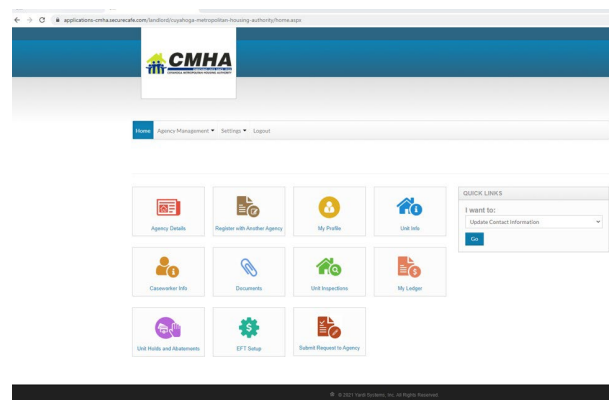 applications-cmha.securecafe.com/landlord/cuyahoga-metropolitan-housing-authority/home.aspx
CMHA
CUYAHOGA METROPOLITAN HOUSING AUTHORITY
Home Agency Management Settings Logout
QUICK LINKS
I want to:
Update Contact Information
Go
Agency Details Register with Another Agency My Profile Unit Info
Caseworker Info Documents Unit Inspections My Ledger
Unit Holds and Abatements EFT Setup Submit Request to Agency
© 2021 Yardi Systems, Inc. All Rights Reserved.